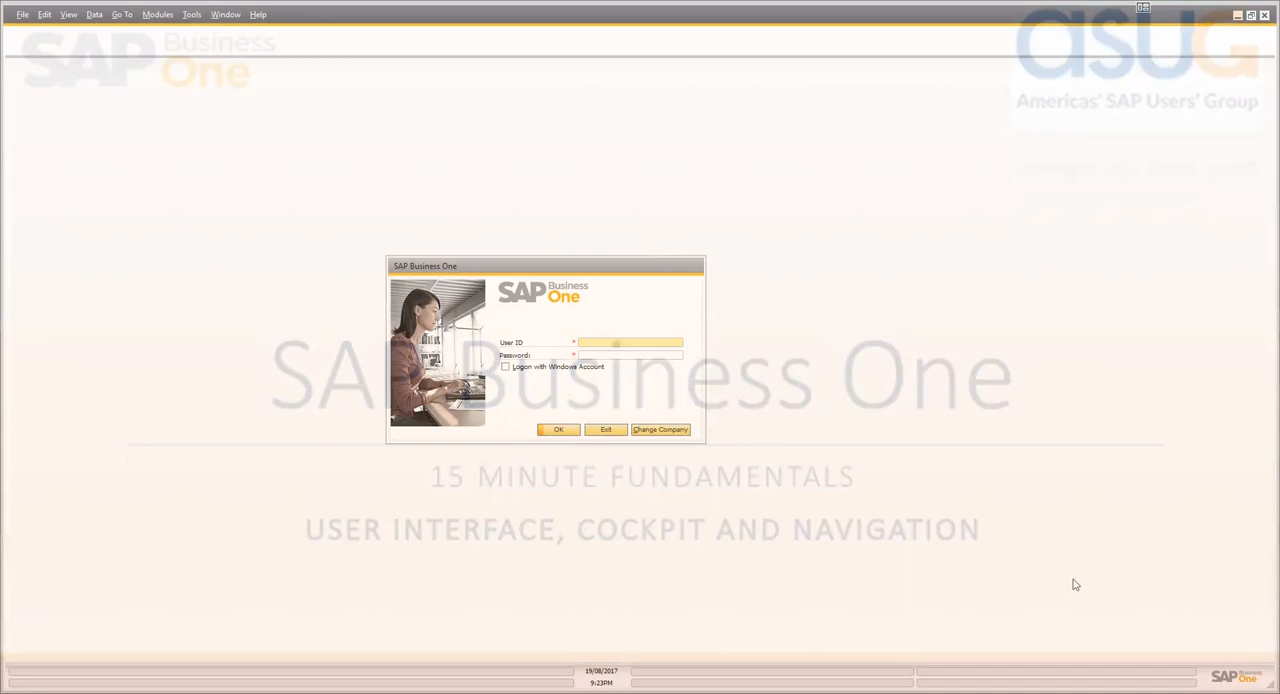 File Edit View Data Go To Modules Tools Window Help
SAP Business One
asug
Americas' SAP Users' Group
SAP Business One
SAP Business One
User ID *
Password: *
Logon with Windows Account
OK Exit Change Company
SAP Business One
15 MINUTE FUNDAMENTALS
USER INTERFACE, COCKPIT AND NAVIGATION
19/08/2017
9:23PM
SAP Business One